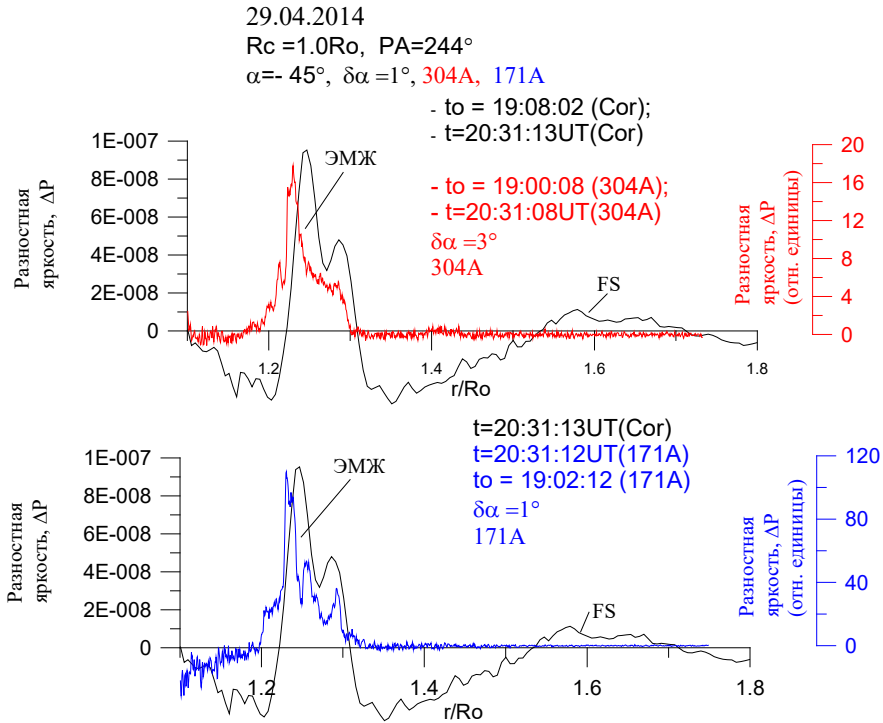 29.04.2014
Rc =1.0Ro, PA=244°
α=- 45°, δα =1°, 304A, 171A
- to = 19:08:02 (Cor);
- t=20:31:13UT(Cor)
- to = 19:00:08 (304A);
- t=20:31:08UT(304A)
δα =3°
304A
Разностная
яркость, ΔP
1E-007
8E-008
6E-008
4E-008
2E-008
0
ЭМЖ
FS
1.2
1.4
1.6
1.8
r/Ro
Разностная
яркость, ΔP
(отн. единицы)
20
16
12
8
4
0
t=20:31:13UT(Cor)
t=20:31:12UT(171A)
to = 19:02:12 (171A)
δα =1°
171A
Разностная
яркость, ΔP
1E-007
8E-008
6E-008
4E-008
2E-008
0
ЭМЖ
FS
1.2
1.4
1.6
1.8
r/Ro
Разностная
яркость, ΔP
(отн. единицы)
120
80
40
0